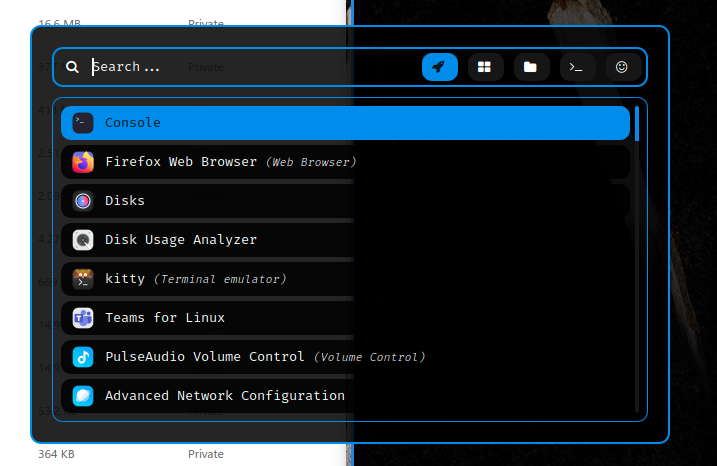 16.6 MB Private
Search...
Private
Console
Firefox Web Browser (Web Browser)
Disks
Disk Usage Analyzer
kitty (Terminal emulator)
Teams for Linux
PulseAudio Volume Control (Volume Control)
Advanced Network Configuration
364 KB Private